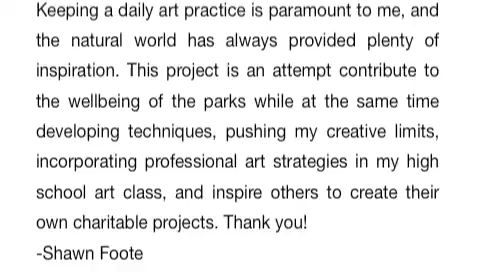 Keeping a daily art practice is paramount to me, and
the natural world has always provided plenty of
inspiration. This project is an attempt contribute to
the wellbeing of the parks while at the same time
developing techniques, pushing my creative limits,
incorporating professional art strategies in my high
school art class, and inspire others to create their
own charitable projects. Thank you!
-Shawn Foote